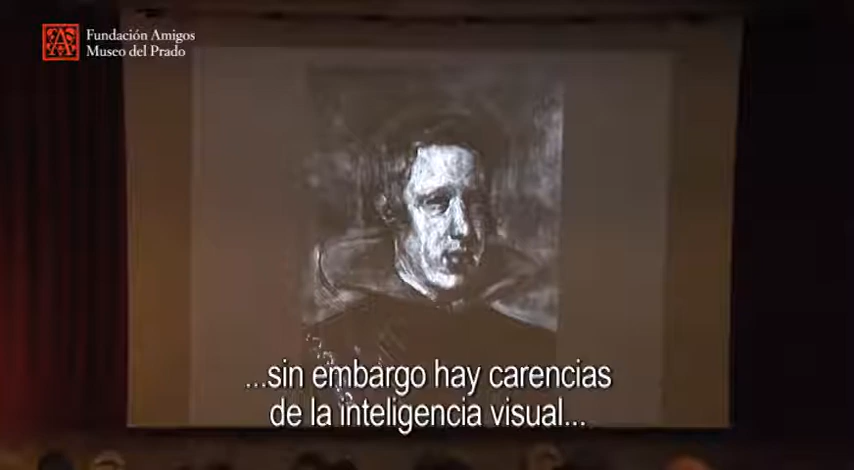 Fundación Amigos
Museo del Prado
...sin embargo hay carencias
de la inteligencia visual...